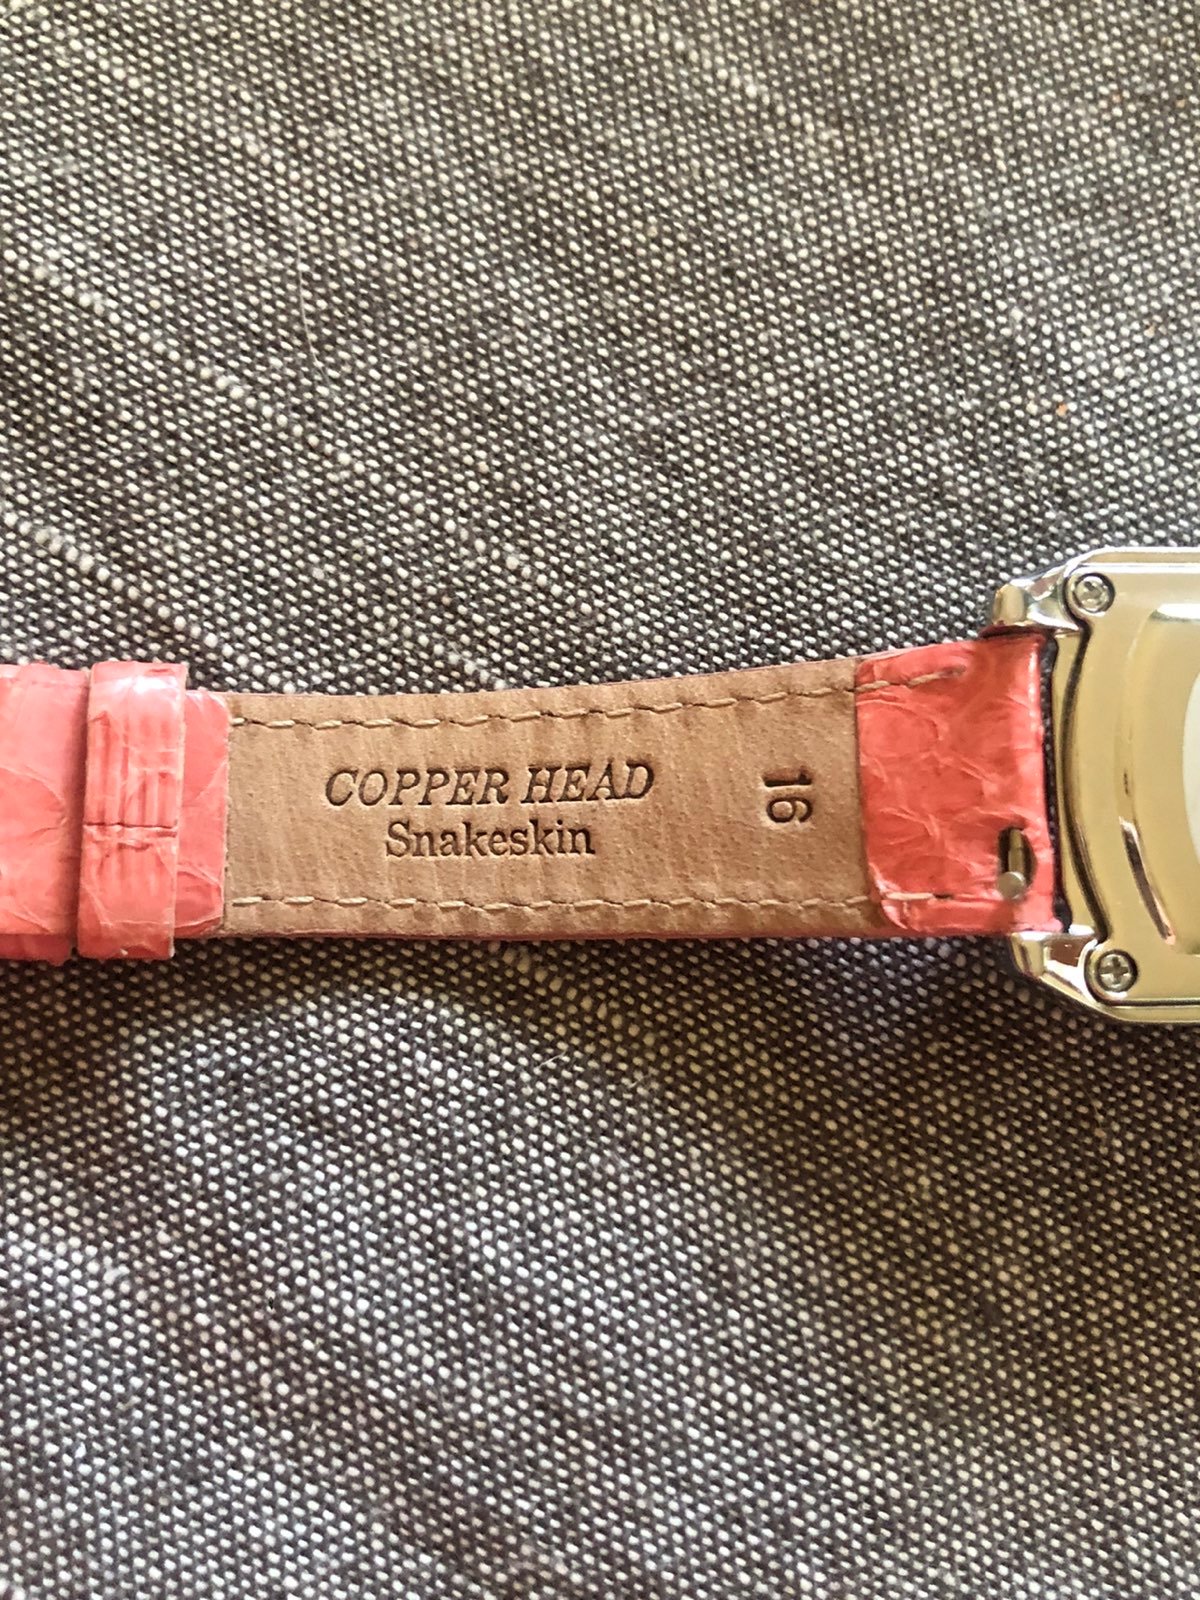 COPPER HEAD
Snakeskin
16